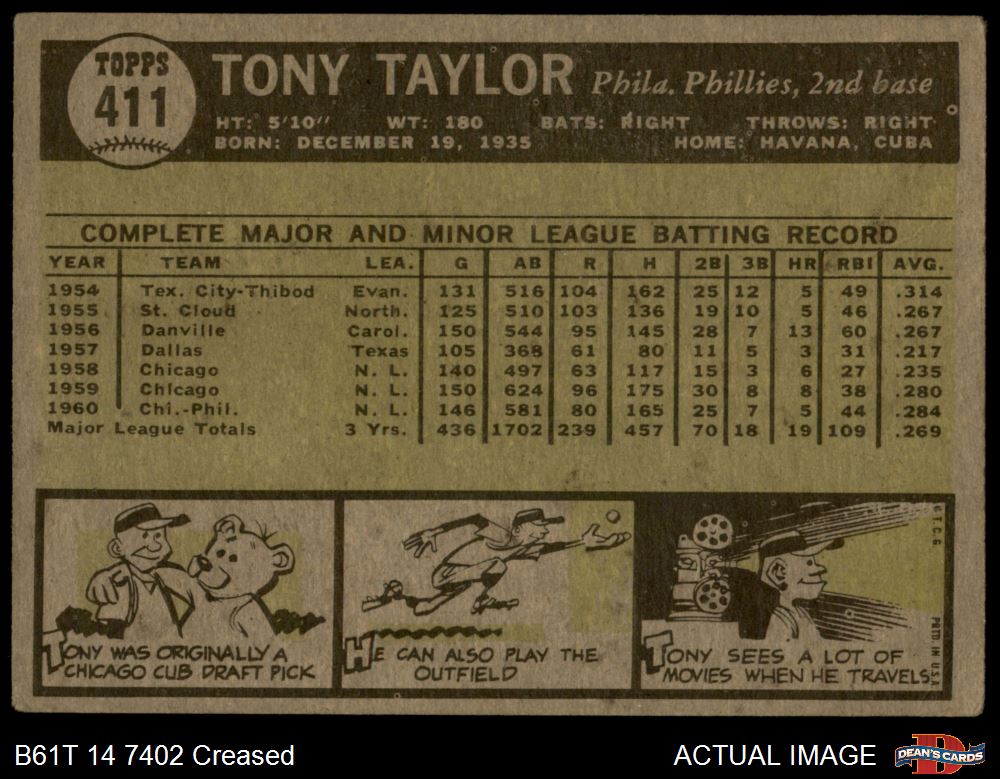 TOPPS
411
TONY TAYLOR Phila. Phillies, 2nd base
HT: 5'10" WT: 180 BATS: RIGHT THROWS: RIGHT
BORN: DECEMBER 19, 1935 HOME: HAVANA, CUBA
COMPLETE MAJOR AND MINOR LEAGUE BATTING RECORD
YEAR TEAM LEA. G AB R H 2B 3B HR RBI AVG.
1954 Tex. City-Thibod Evan. 131 516 104 162 25 12 5 49 .314
1955 St. Cloud North. 125 510 103 136 19 10 5 46 .267
1956 Danville Carol. 150 544 95 145 28 7 13 60 .267
1957 Dallas Texas 105 368 61 80 11 5 3 31 .217
1958 Chicago N. L. 140 497 63 117 15 3 6 27 .235
1959 Chicago N. L. 150 624 96 175 30 8 8 38 .280
1960 Chi.-Phil. N. L. 146 581 80 165 25 7 5 44 .284
Major League Totals 3 Yrs. 436 1702 239 457 70 18 19 109 .269
TONY WAS ORIGINALLY A
CHICAGO CUB DRAFT PICK
HE CAN ALSO PLAY THE
OUTFIELD
TONY SEES A LOT OF
MOVIES WHEN HE TRAVELS
© T.C.G. PRTD. IN U.S.A.
B61T 14 7402 Creased
ACTUAL IMAGE
D
DEAN'S CARDS